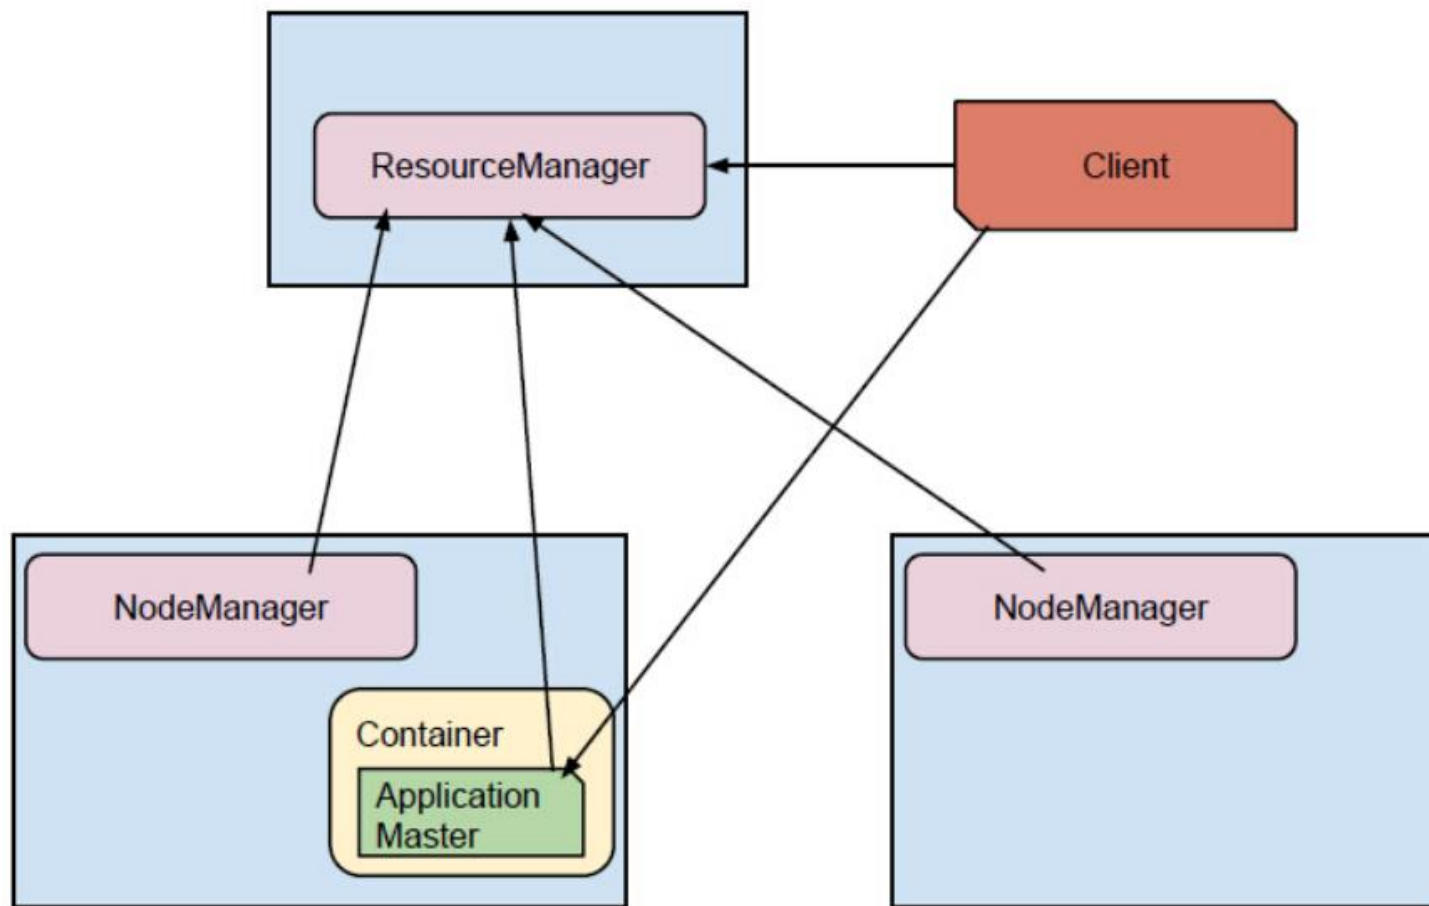 ResourceManager
Client
NodeManager
NodeManager
Container
Application
Master